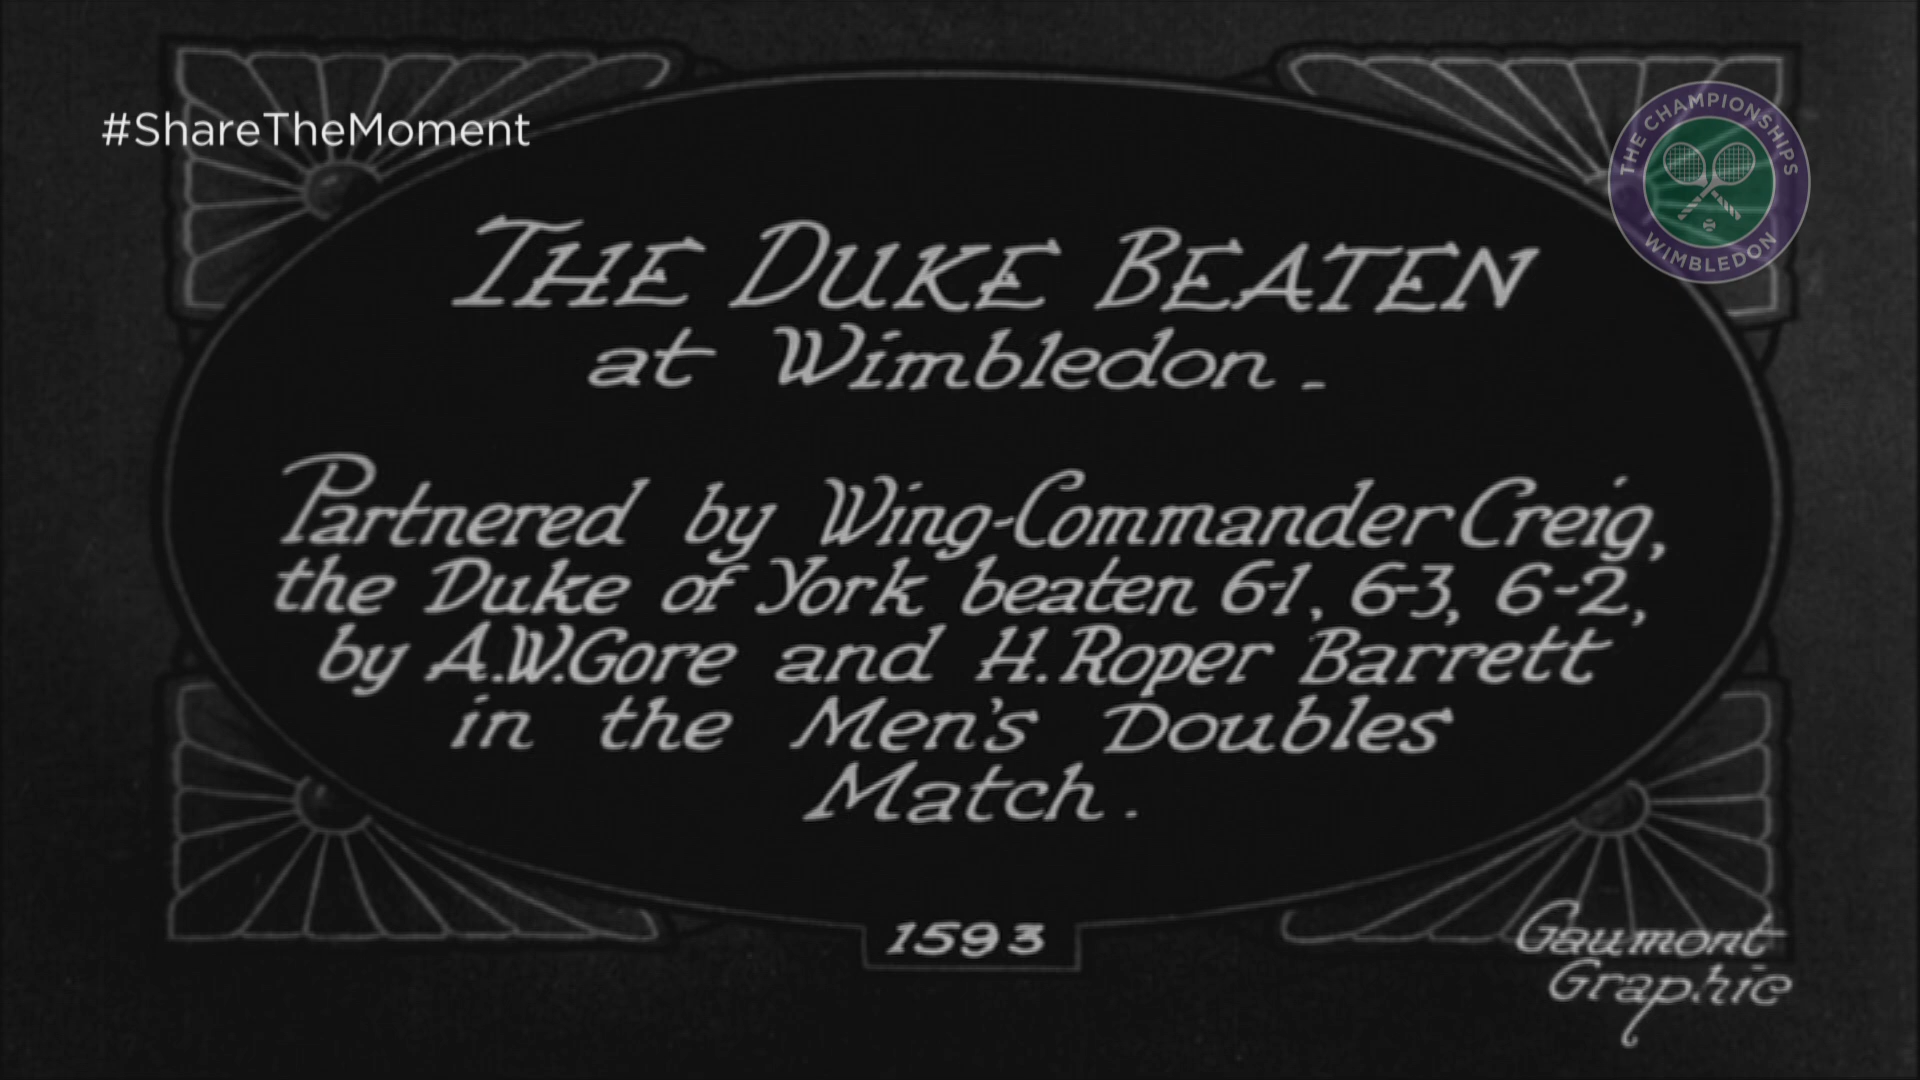 #ShareTheMoment
THE CHAMPIONSHIPS
WIMBLEDON
THE DUKE BEATEN
at Wimbledon -
Partnered by Wing-Commander Creig,
the Duke of York beaten 6-1, 6-3, 6-2,
by A.W.Gore and H.Roper Barrett
in the Men's Doubles
Match.
1593
Gaumont
Graphic